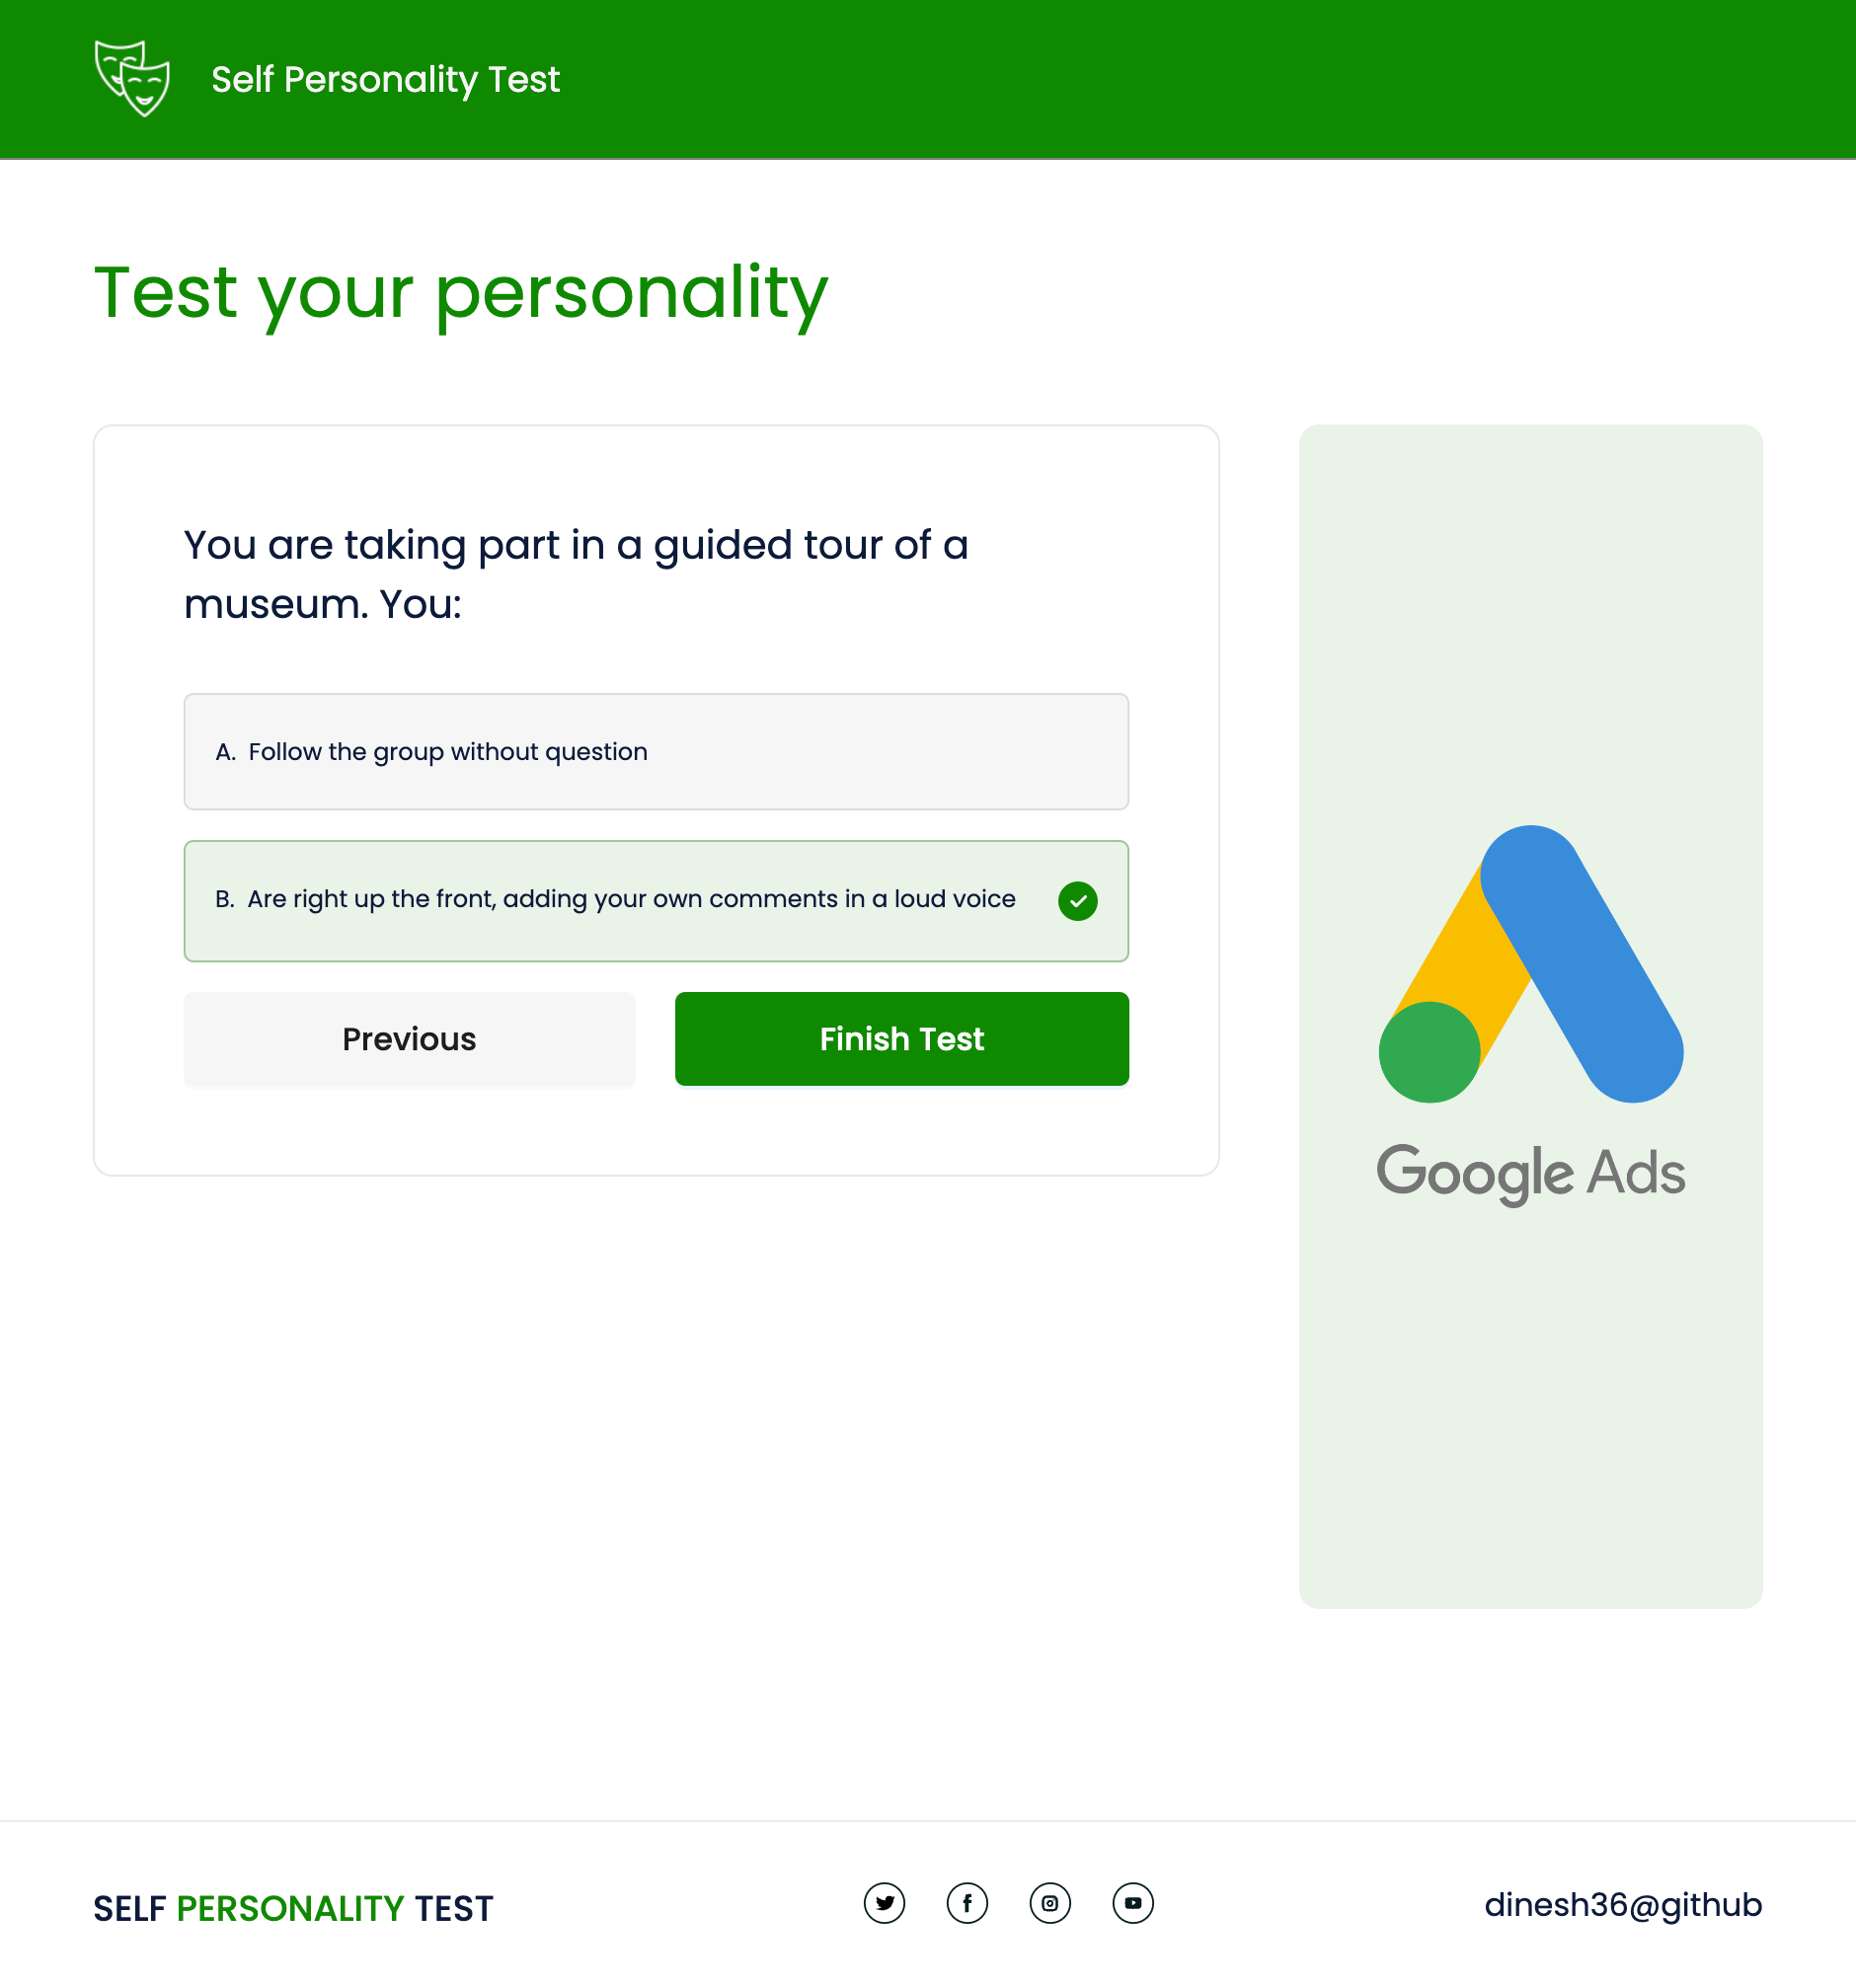 Self Personality Test
Test your personality
You are taking part in a guided tour of a
museum. You:
A. Follow the group without question
B. Are right up the front, adding your own comments in a loud voice
Previous
Finish Test
Google Ads
SELF PERSONALITY TEST
dinesh36@github